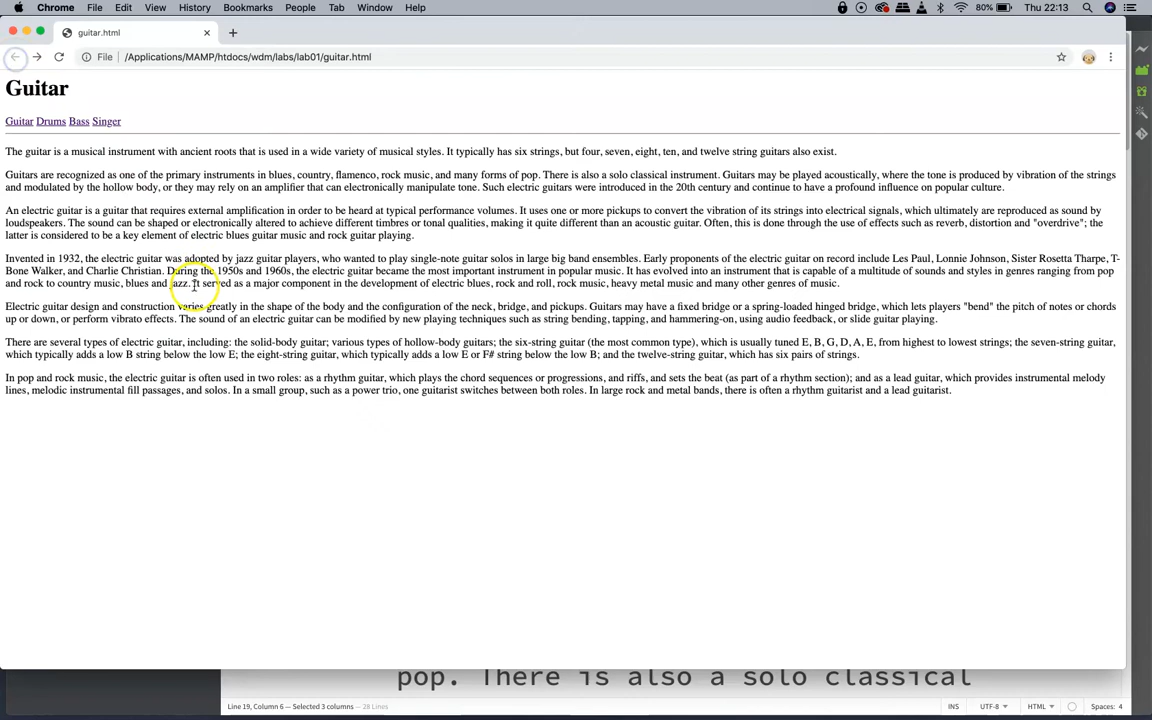 Chrome File Edit View History Bookmarks People Tab Window Help 80% Thu 22:13
guitar.html
File /Applications/MAMP/htdocs/wdm/labs/lab01/guitar.html
Guitar
Guitar Drums Bass Singer
The guitar is a musical instrument with ancient roots that is used in a wide variety of musical styles. It typically has six strings, but four, seven, eight, ten, and twelve string guitars also exist.
Guitars are recognized as one of the primary instruments in blues, country, flamenco, rock music, and many forms of pop. There is also a solo classical instrument. Guitars may be played acoustically, where the tone is produced by vibration of the strings
and modulated by the hollow body, or they may rely on an amplifier that can electronically manipulate tone. Such electric guitars were introduced in the 20th century and continue to have a profound influence on popular culture.
An electric guitar is a guitar that requires external amplification in order to be heard at typical performance volumes. It uses one or more pickups to convert the vibration of its strings into electrical signals, which ultimately are reproduced as sound by
loudspeakers. The sound can be shaped or electronically altered to achieve different timbres or tonal qualities, making it quite different than an acoustic guitar. Often, this is done through the use of effects such as reverb, distortion and "overdrive"; the
latter is considered to be a key element of electric blues guitar music and rock guitar playing.
Invented in 1932, the electric guitar was adopted by jazz guitar players, who wanted to play single-note guitar solos in large big band ensembles. Early proponents of the electric guitar on record include Les Paul, Lonnie Johnson, Sister Rosetta Tharpe, T-
Bone Walker, and Charlie Christian. During the 1950s and 1960s, the electric guitar became the most important instrument in popular music. It has evolved into an instrument that is capable of a multitude of sounds and styles in genres ranging from pop
and rock to country music, blues and jazz. It served as a major component in the development of electric blues, rock and roll, rock music, heavy metal music and many other genres of music.
Electric guitar design and construction varies greatly in the shape of the body and the configuration of the neck, bridge, and pickups. Guitars may have a fixed bridge or a spring-loaded hinged bridge, which lets players "bend" the pitch of notes or chords
up or down, or perform vibrato effects. The sound of an electric guitar can be modified by new playing techniques such as string bending, tapping, and hammering-on, using audio feedback, or slide guitar playing.
There are several types of electric guitar, including: the solid-body guitar; various types of hollow-body guitars; the six-string guitar (the most common type), which is usually tuned E, B, G, D, A, E, from highest to lowest strings; the seven-string guitar,
which typically adds a low B string below the low E; the eight-string guitar, which typically adds a low E or F# string below the low B; and the twelve-string guitar, which has six pairs of strings.
In pop and rock music, the electric guitar is often used in two roles: as a rhythm guitar, which plays the chord sequences or progressions, and riffs, and sets the beat (as part of a rhythm section); and as a lead guitar, which provides instrumental melody
lines, melodic instrumental fill passages, and solos. In a small group, such as a power trio, one guitarist switches between both roles. In large rock and metal bands, there is often a rhythm guitarist and a lead guitarist.
pop. There is also a solo classical
Line 19, Column 6 — Selected 3 columns — 28 Lines INS UTF-8 HTML Spaces: 4